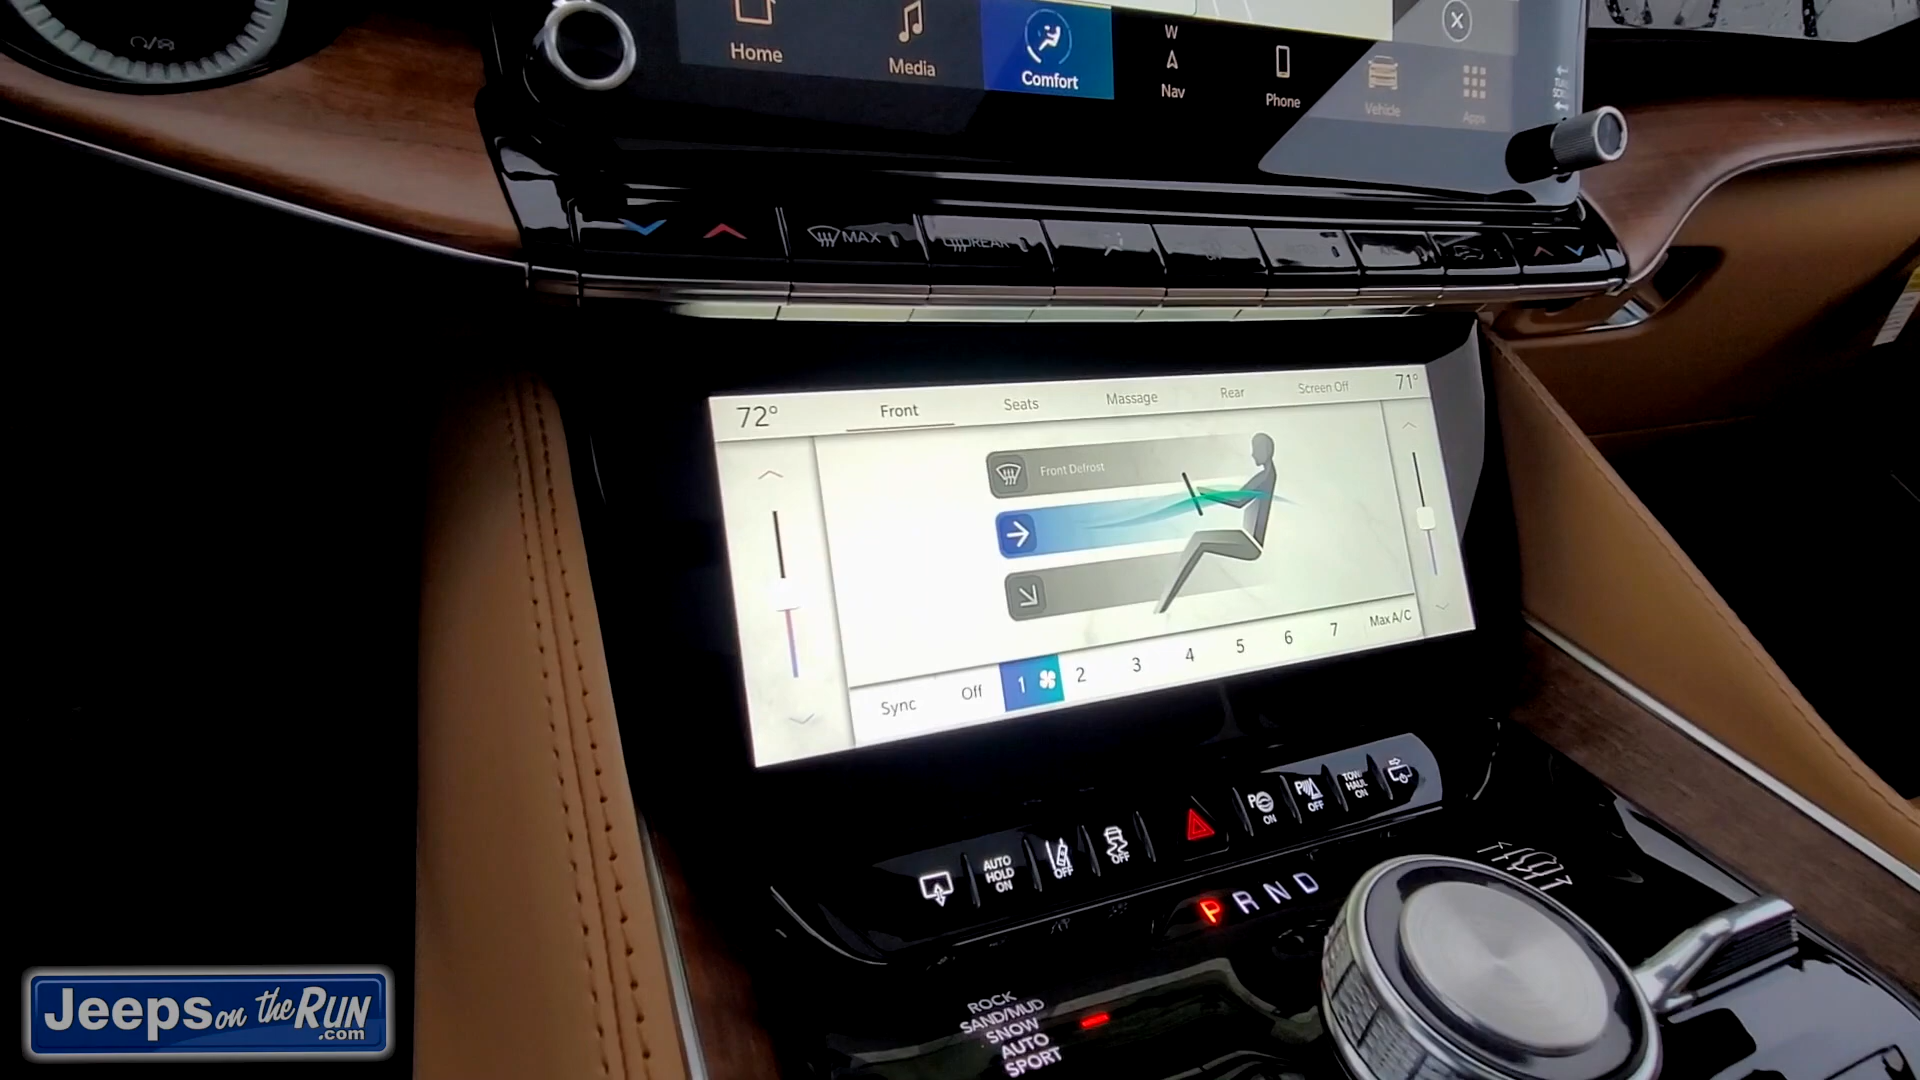 Home
Media
Comfort
W
Nav
Phone
Vehicle
Apps
X
MAX
72°
Front
Seats
Massage
Rear
Screen Off
71°
Front Defrost
Sync
Off
1
2
3
4
5
6
7
Max A/C
AUTO
HOLD
ON
OFF
OFF
P
ON
P
OFF
TOW/
HAUL
ON
P R N D
ROCK
SAND/MUD
SNOW
AUTO
SPORT
Jeeps on the Run
.com